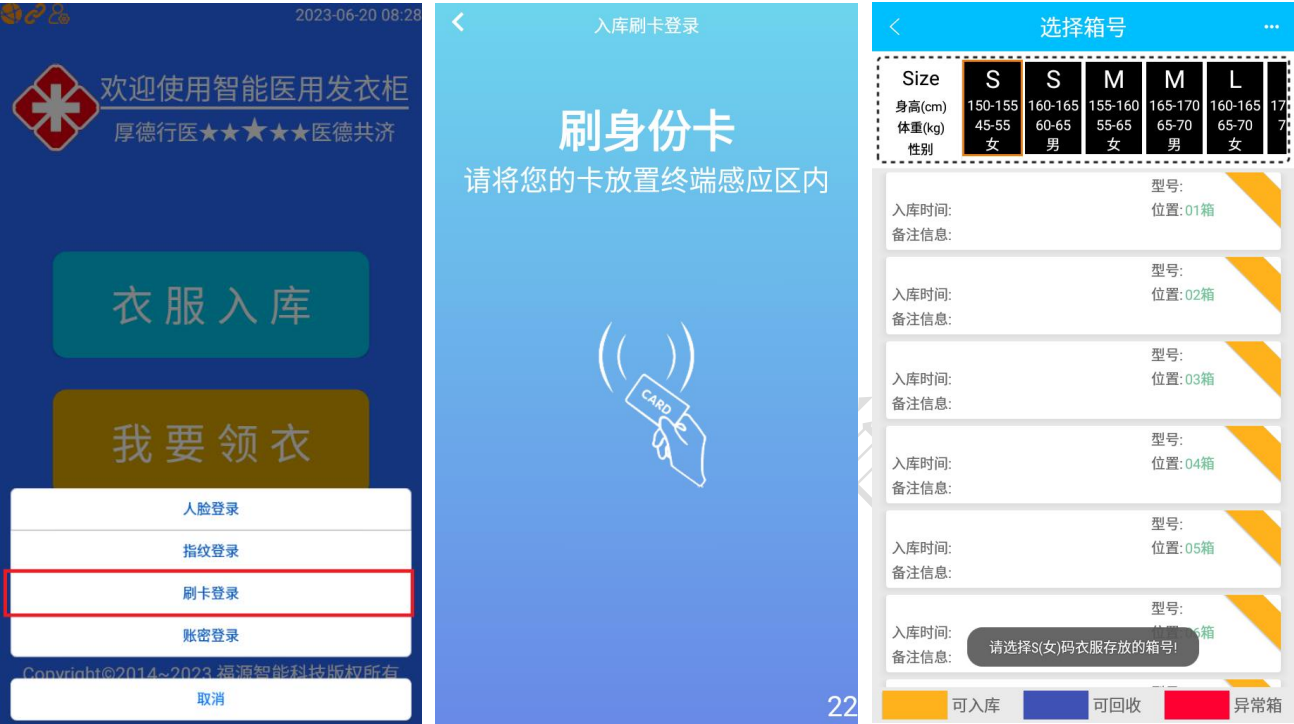 2023-06-20 08:28
欢迎使用智能医用发衣柜
厚德行医★★★★★医德共济
衣服入库
我要领衣
人脸登录
指纹登录
刷卡登录
账密登录
Copyright©2014~2023 福源智能科技版权所有
取消
入库刷卡登录
刷身份卡
请将您的卡放置终端感应区内
CARD
22
选择箱号
Size S S M M L
身高(cm) 150-155 160-165 155-160 165-170 160-165 17
体重(kg) 45-55 60-65 55-65 65-70 65-70 7
性别 女 男 女 男 女
型号:
入库时间: 位置:01箱
备注信息:
型号:
入库时间: 位置:02箱
备注信息:
型号:
入库时间: 位置:03箱
备注信息:
型号:
入库时间: 位置:04箱
备注信息:
型号:
入库时间: 位置:05箱
备注信息:
型号:
入库时间: 位置:06箱
备注信息:
请选择S(女)码衣服存放的箱号!
可入库 可回收 异常箱